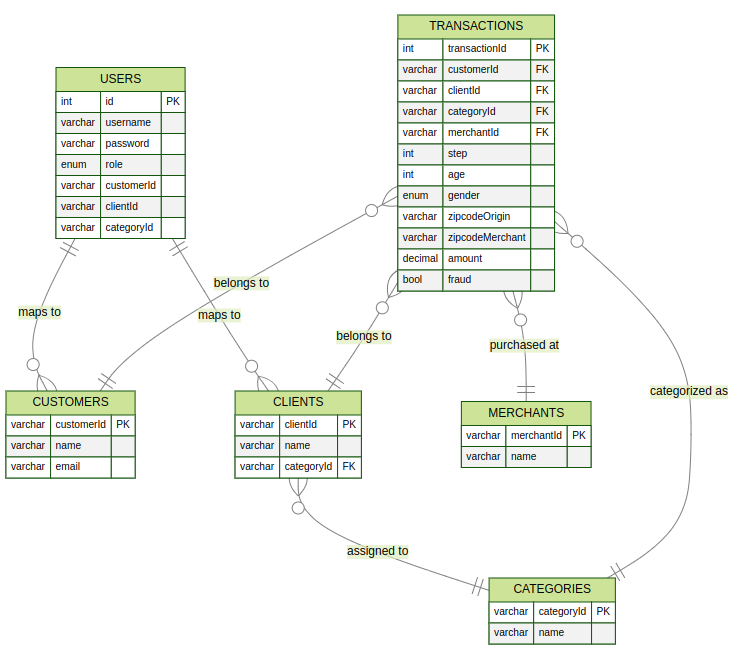 TRANSACTIONS
int transactionId PK
varchar customerId FK
varchar clientId FK
varchar categoryId FK
varchar merchantId FK
int step
int age
enum gender
varchar zipcodeOrigin
varchar zipcodeMerchant
decimal amount
bool fraud
USERS
int id PK
varchar username
varchar password
enum role
varchar customerId
varchar clientId
varchar categoryId
belongs to
maps to
maps to
belongs to
purchased at
categorized as
CUSTOMERS
varchar customerId PK
varchar name
varchar email
CLIENTS
varchar clientId PK
varchar name
varchar categoryId FK
MERCHANTS
varchar merchantId PK
varchar name
assigned to
CATEGORIES
varchar categoryId PK
varchar name